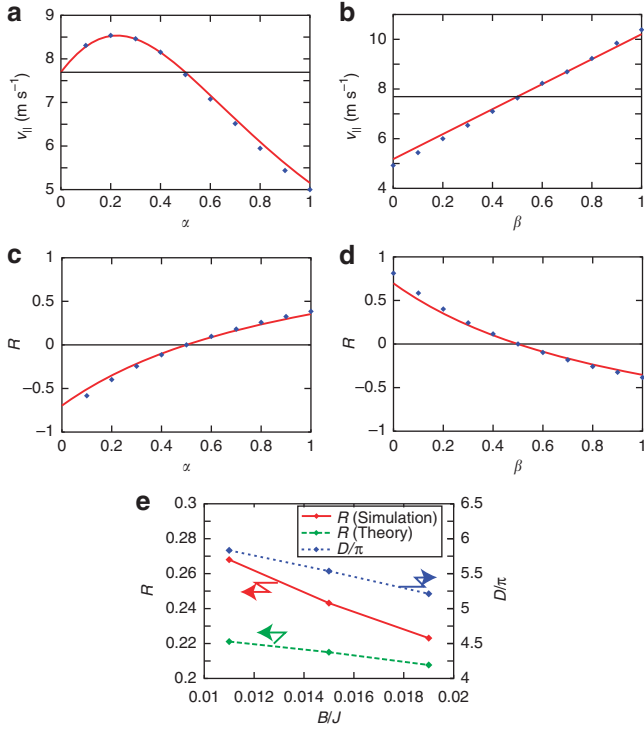 a
9
8
7
6
5
v|| (m s⁻¹)
0 0.2 0.4 0.6 0.8 1
α
b
10
8
6
4
v|| (m s⁻¹)
0 0.2 0.4 0.6 0.8 1
β
c
1
0.5
0
−0.5
−1
R
0 0.2 0.4 0.6 0.8 1
α
d
1
0.5
0
−0.5
−1
R
0 0.2 0.4 0.6 0.8 1
β
e
0.3
0.28
0.26
0.24
0.22
0.2
R
R (Simulation)
R (Theory)
D/π
6.5
6
5.5
5
4.5
4
D/π
0.01 0.012 0.014 0.016 0.018 0.02
B/J